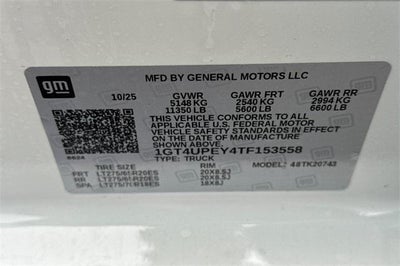 gm
MFD BY GENERAL MOTORS LLC
10/25 GVWR GAWR FRT GAWR RR
5148 KG 2540 KG 2994 KG
11350 LB 5600 LB 6600 LB
THIS VEHICLE CONFORMS TO ALL
APPLICABLE U.S. FEDERAL MOTOR
VEHICLE SAFETY STANDARDS IN EFFECT
ON THE DATE OF MANUFACTURE
SHOWN ABOVE.
1GT4UPEY4TF153558
TYPE: TRUCK MODEL: 48TK20743
TIRE SIZE RIM
FRT LT275/65R20ES 20X8.5J
RR LT275/65R20ES 20X8.5J
SPA LT275/70R18ES 18X8J